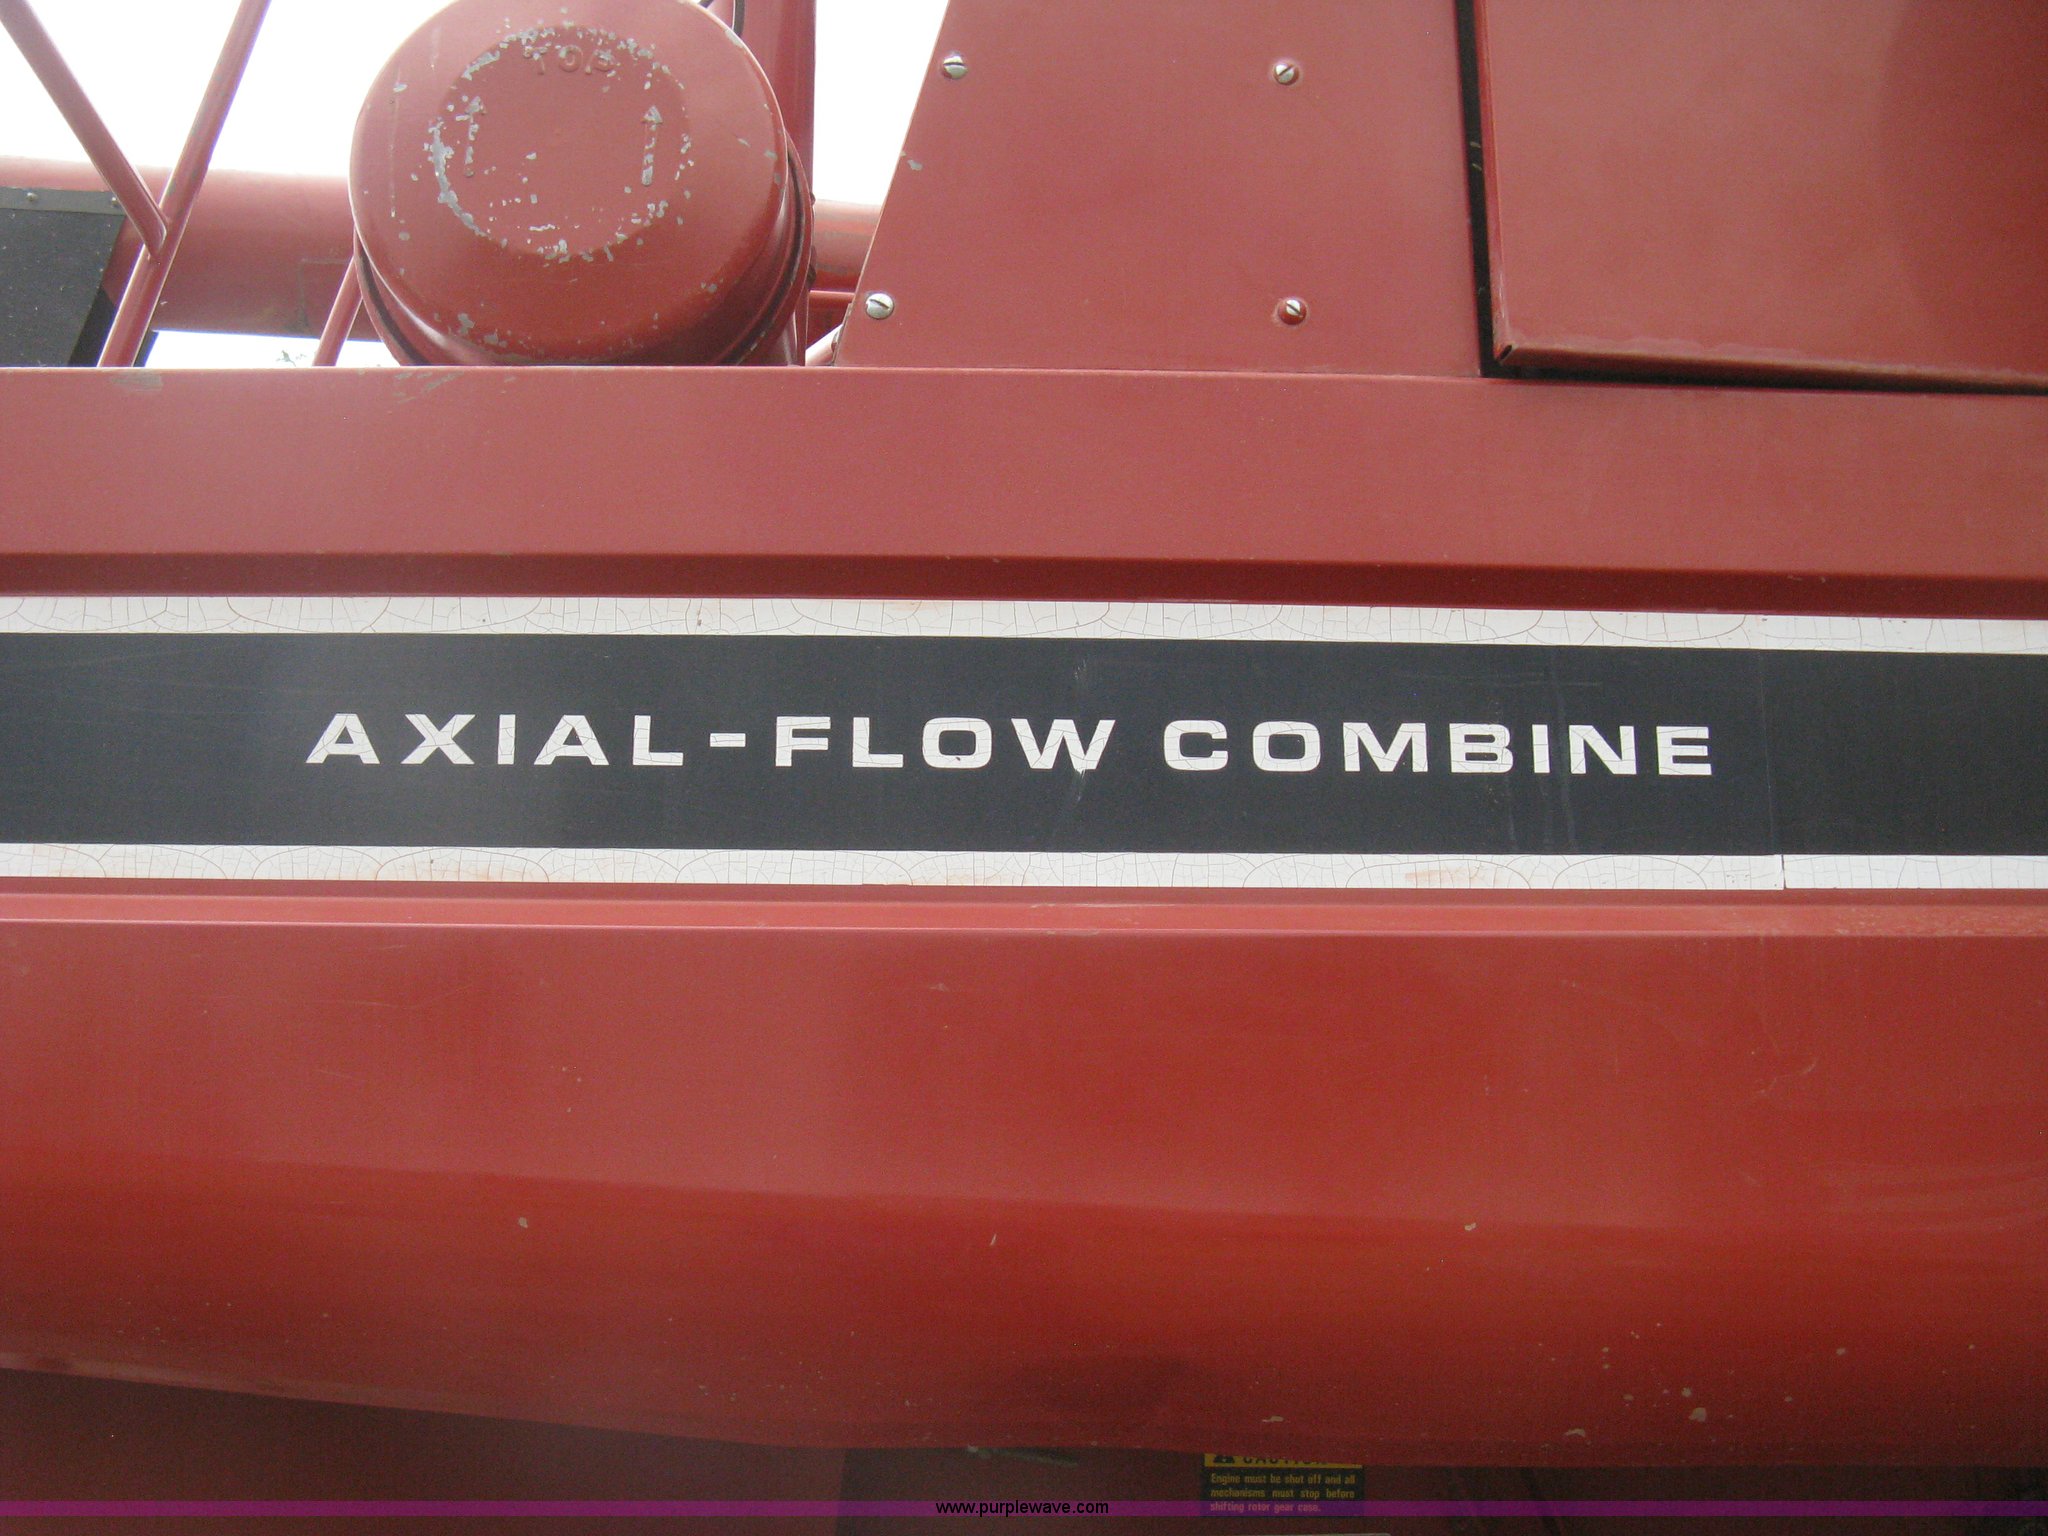 TOP
AXIAL-FLOW COMBINE
CAUTION
Engine must be shut off and all
mechanisms must stop before
shifting rotor gear case.
www.purplewave.com